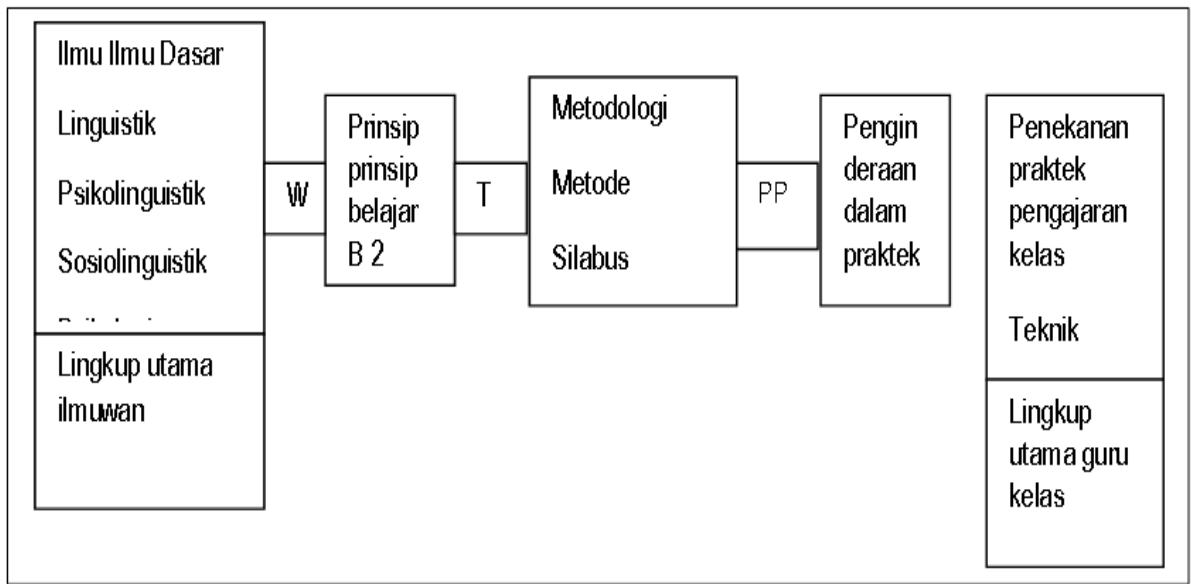 Ilmu Ilmu Dasar
Linguistik
Psikolinguistik
Sosiolinguistik
Lingkup utama
ilmuwan
W
Prinsip
prinsip
belajar
B 2
T
Metodologi
Metode
Silabus
PP
Pengin
deraan
dalam
praktek
Penekanan
praktek
pengajaran
kelas
Teknik
Lingkup
utama guru
kelas